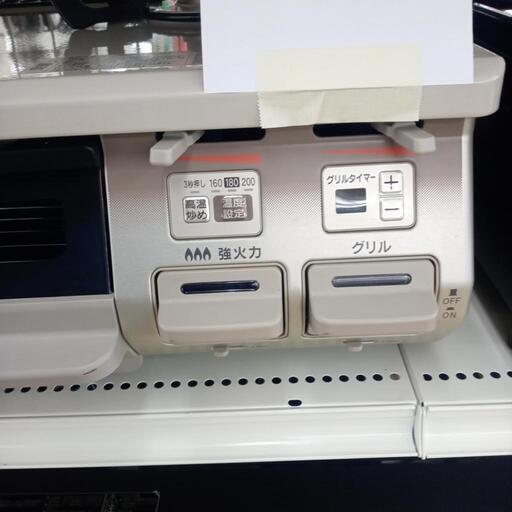 3秒押し 160 180 200
高温
炒め
温度
設定
グリルタイマー + −
強火力
グリル
OFF
ON